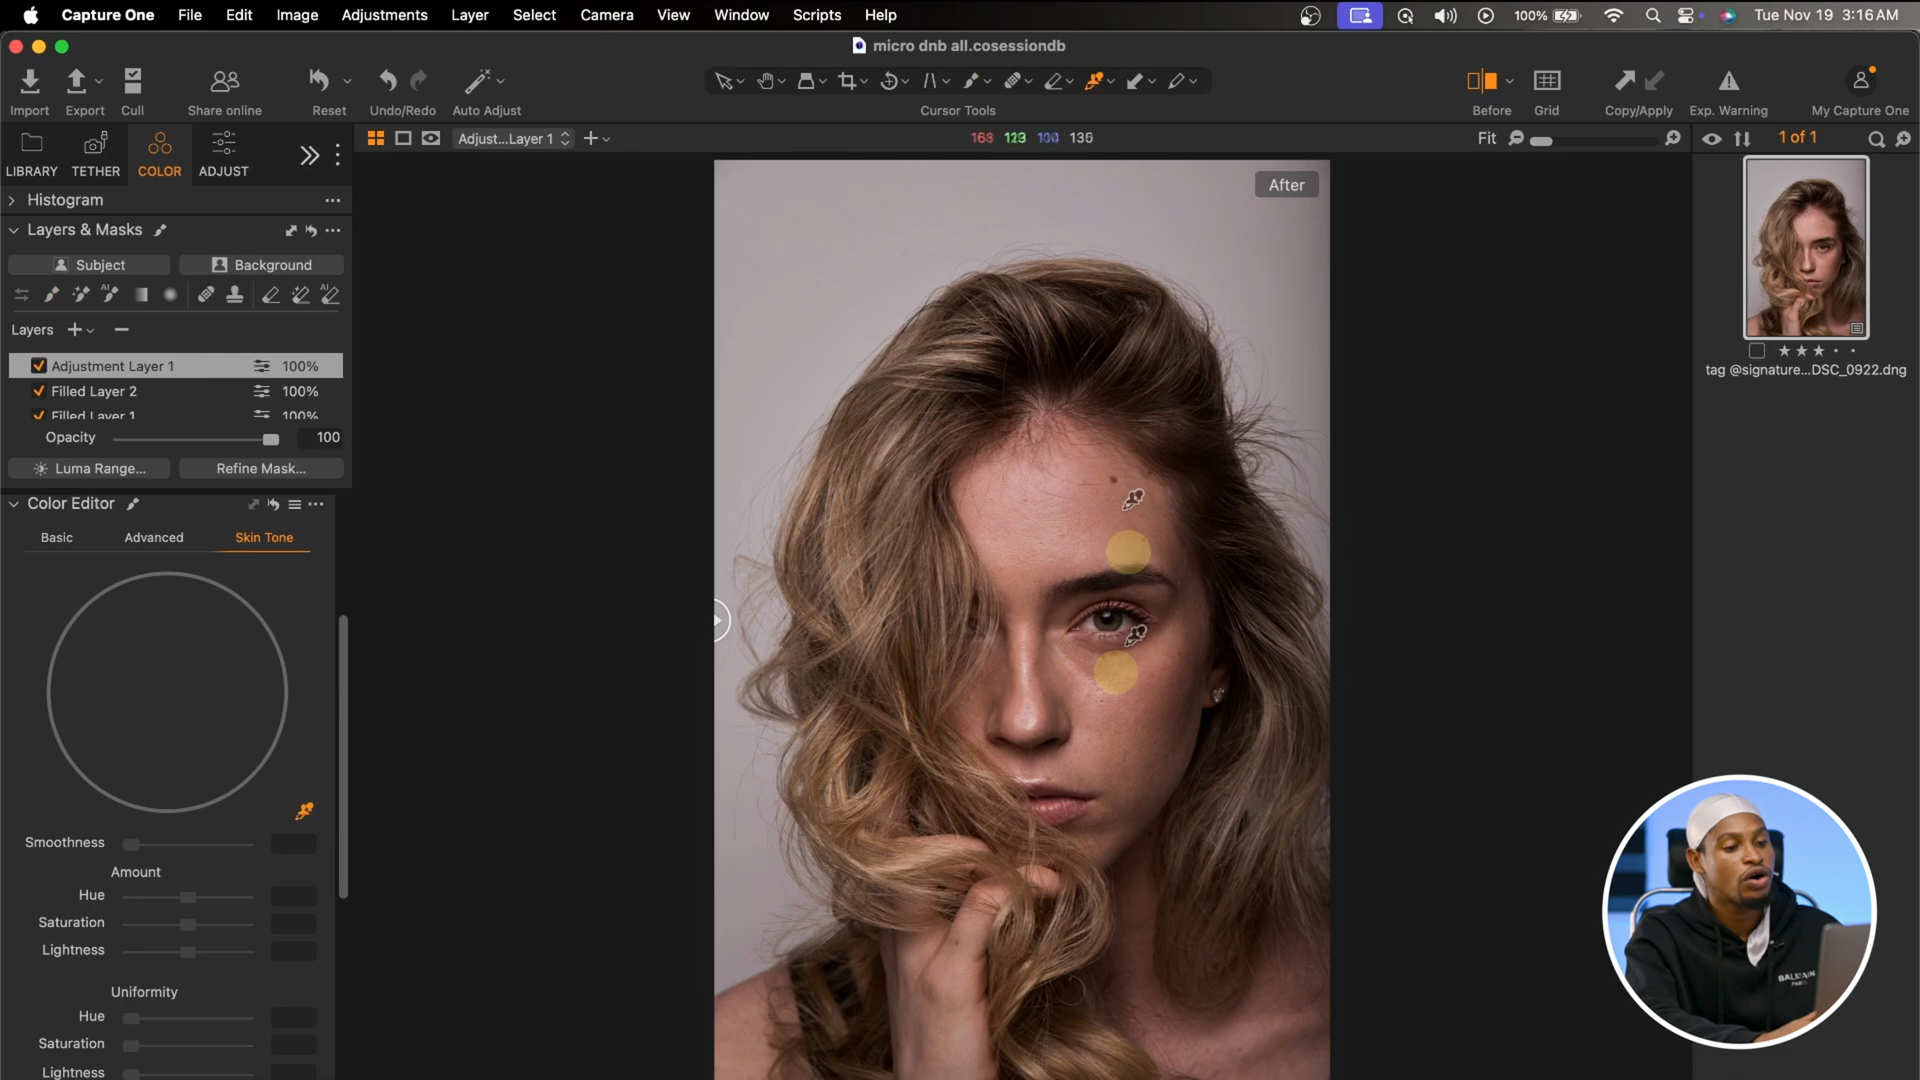 Capture One File Edit Image Adjustments Layer Select Camera View Window Scripts Help 100% Tue Nov 19 3:16 AM
micro dnb all.cosessiondb
Import Export Cull Share online Reset Undo/Redo Auto Adjust Cursor Tools Before Grid Copy/Apply Exp. Warning My Capture One
LIBRARY TETHER COLOR ADJUST
Adjust...Layer 1
123 Fit 1 of 1
After
Histogram
Layers & Masks
Subject Background
AI AI
Layers
Adjustment Layer 1 100%
Filled Layer 2 100%
Filled Layer 1 100%
Opacity 100
Luma Range... Refine Mask...
tag @signature...DSC_0922.dng
Color Editor
Basic Advanced Skin Tone
Smoothness
Amount
Hue
Saturation
Lightness
Uniformity
Hue
Saturation
Lightness
BALMAIN
PARIS